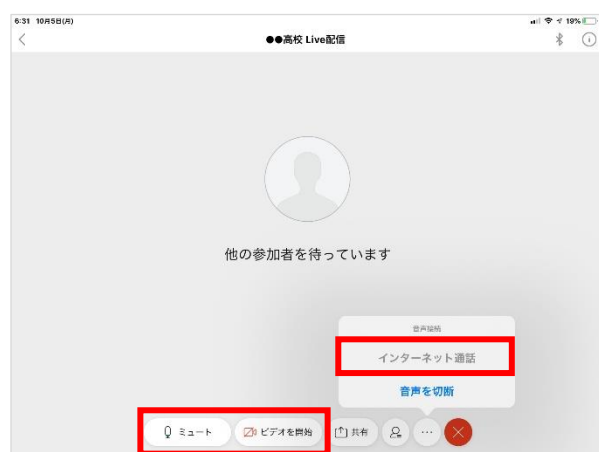 6:31 10月5日(月)
19%
●●高校 Live配信
他の参加者を待っています
音声接続
インターネット通話
音声を切断
ミュート
ビデオを開始
共有